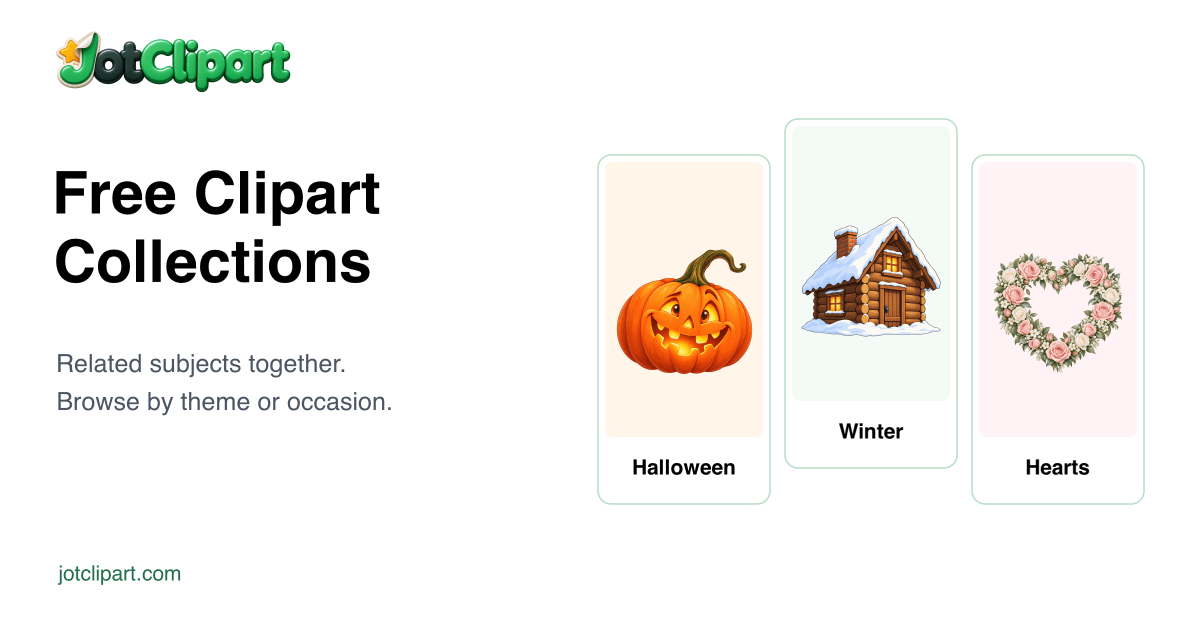 JotClipart
Free Clipart
Collections
Related subjects together.
Browse by theme or occasion.
Halloween
Winter
Hearts
jotclipart.com